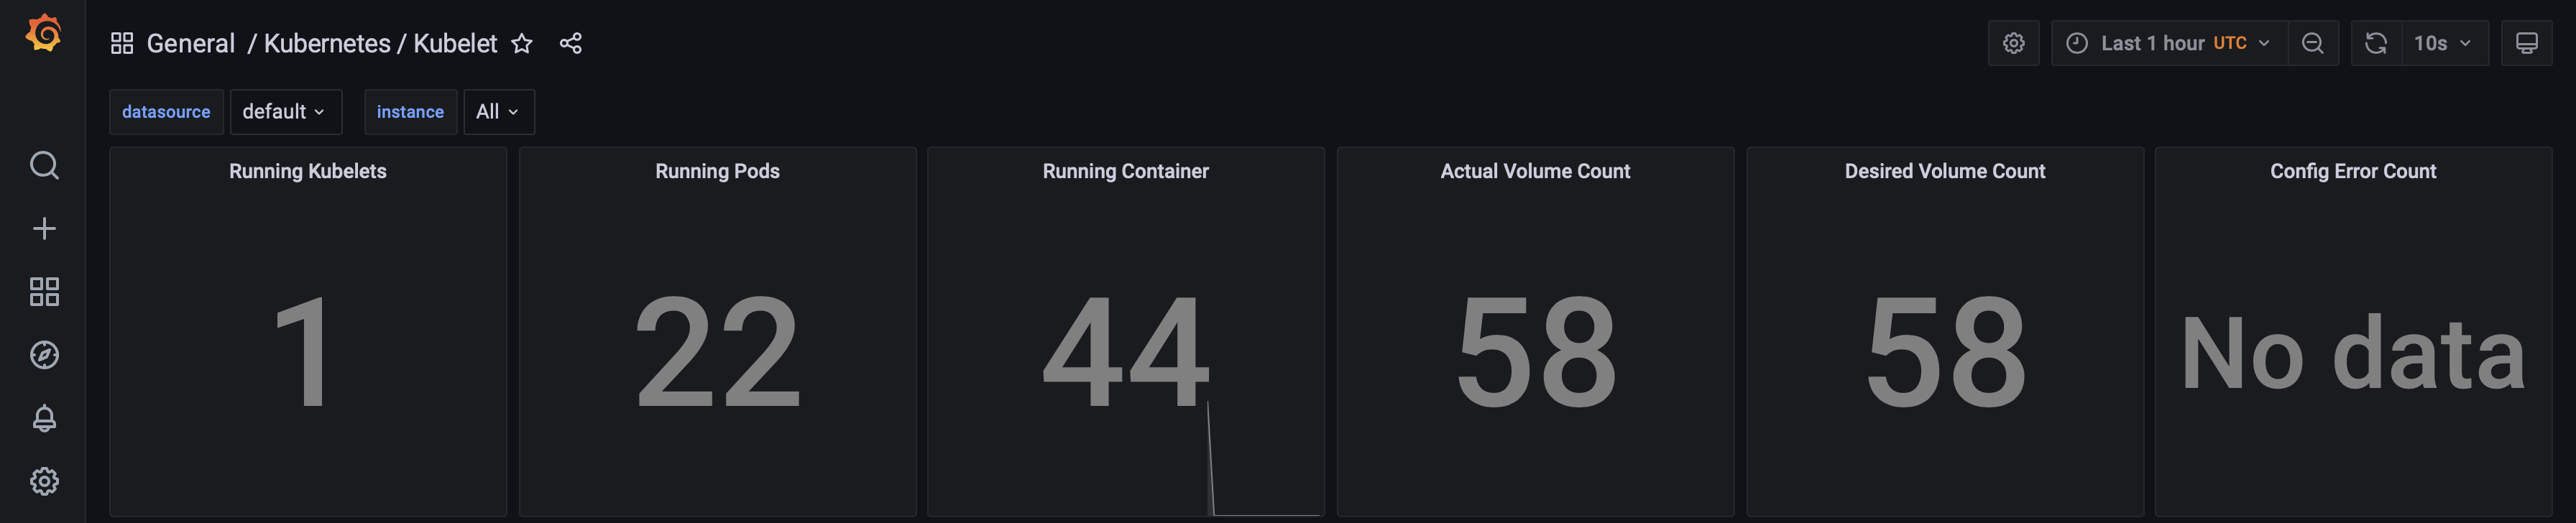 General / Kubernetes / Kubelet
Last 1 hour UTC
10s
datasource default instance All
Running Kubelets
1
Running Pods
22
Running Container
44
Actual Volume Count
58
Desired Volume Count
58
Config Error Count
No data